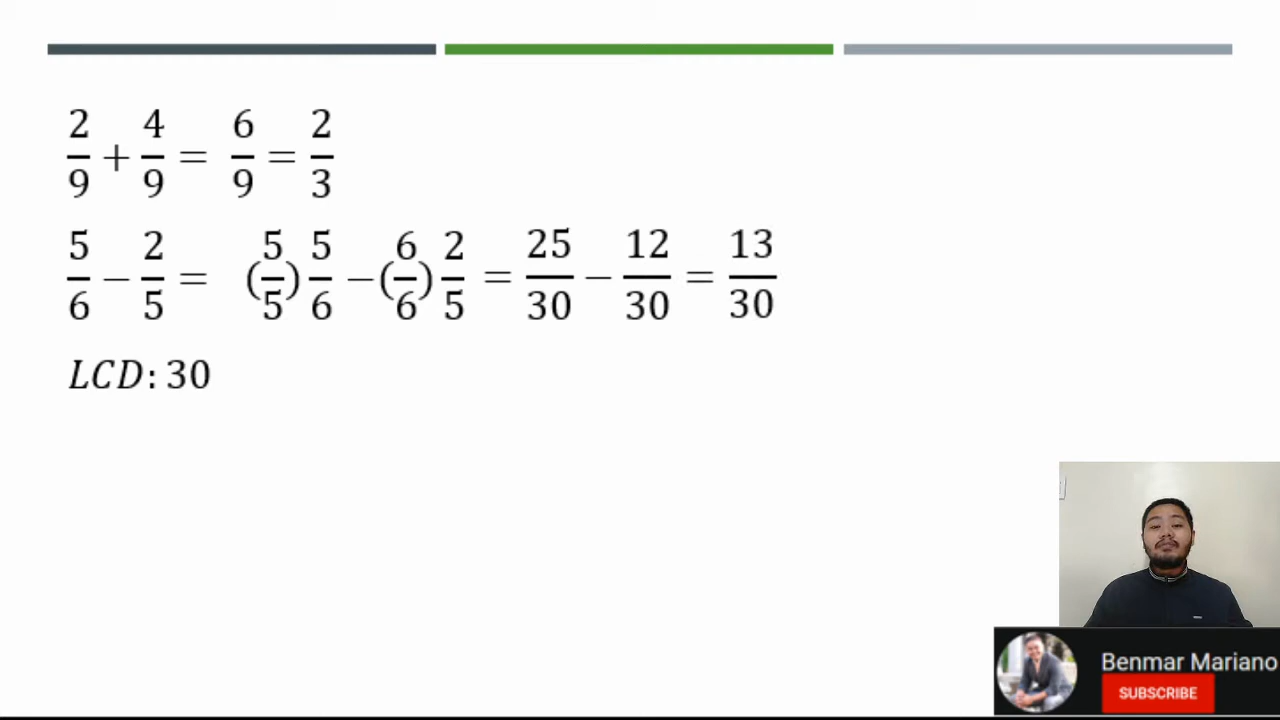 2/9 + 4/9 = 6/9 = 2/3
5/6 − 2/5 = (5/5) 5/6 − (6/6) 2/5 = 25/30 − 12/30 = 13/30
LCD: 30
Benmar Mariano
SUBSCRIBE